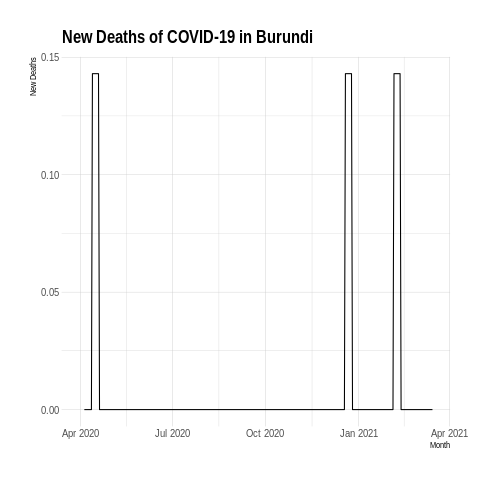 New Deaths of COVID-19 in Burundi
New Deaths
0.15
0.10
0.05
0.00
Apr 2020 Jul 2020 Oct 2020 Jan 2021 Apr 2021
Month